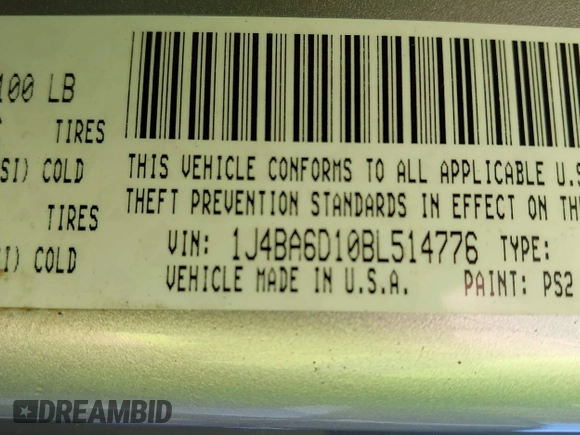 100 LB
TIRES
SI) COLD
TIRES
I) COLD
THIS VEHICLE CONFORMS TO ALL APPLICABLE U.S
THEFT PREVENTION STANDARDS IN EFFECT ON THE
VIN: 1J4BA6D10BL514776 TYPE:
VEHICLE MADE IN U.S.A. PAINT: PS2
DREAMBID